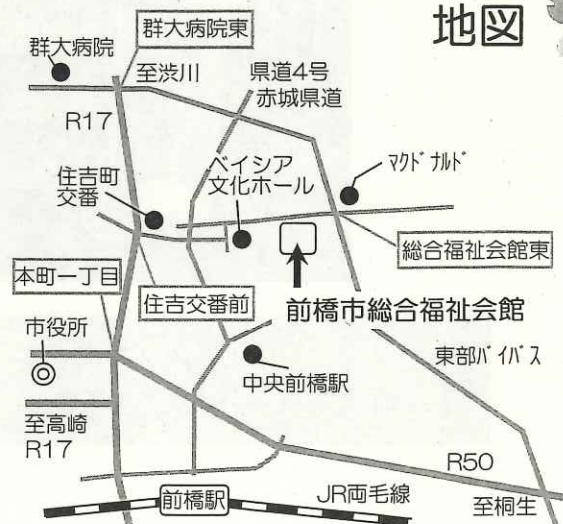 地図
群大病院東
群大病院
至渋川
県道4号
赤城県道
R17
ベイシア
文化ホール
マクドナルド
住吉町
交番
総合福祉会館東
本町一丁目
住吉交番前
前橋市総合福祉会館
市役所
東部バイパス
中央前橋駅
至高崎
R17
R50
前橋駅
JR両毛線
至桐生